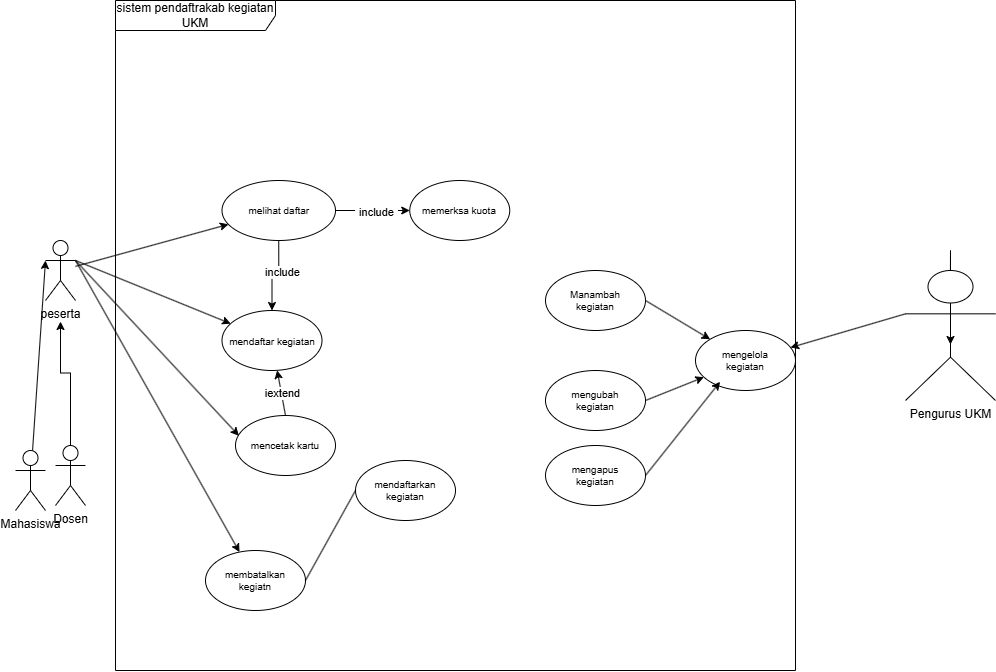 sistem pendaftrakab kegiatan
UKM
melihat daftar
include
memerksa kuota
include
peserta
mendaftar kegiatan
iextend
mencetak kartu
mendaftarkan
kegiatan
membatalkan
kegiatn
Mahasiswa
Dosen
Manambah
kegiatan
mengelola
kegiatan
mengubah
kegiatan
mengapus
kegiatan
Pengurus UKM